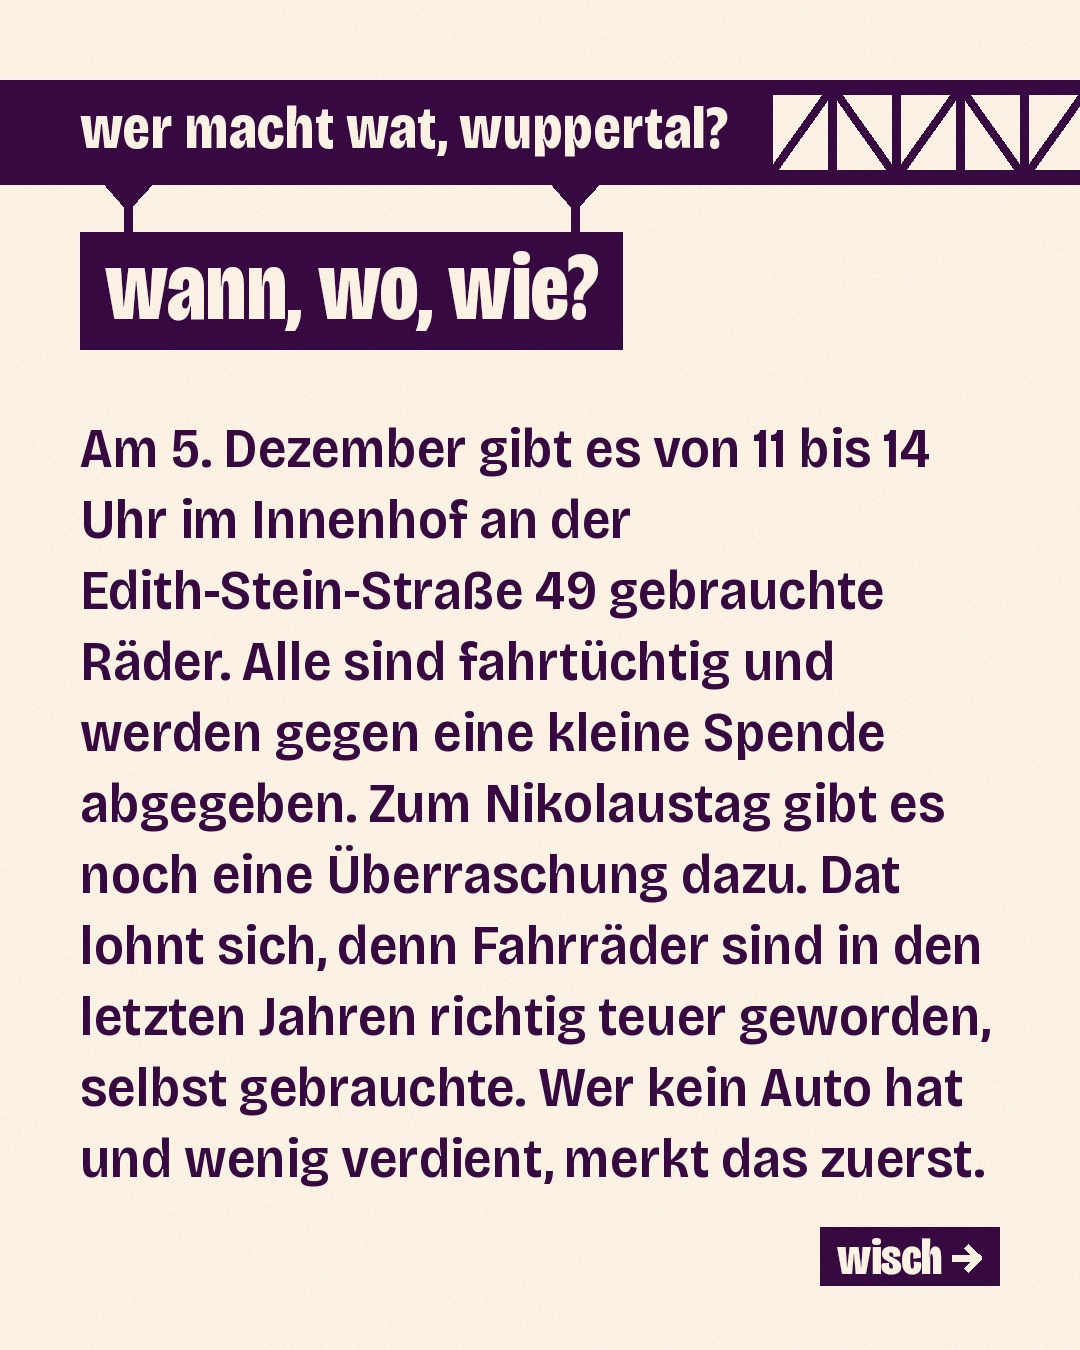 wer macht wat, wuppertal?
wann, wo, wie?
Am 5. Dezember gibt es von 11 bis 14
Uhr im Innenhof an der
Edith-Stein-Straße 49 gebrauchte
Räder. Alle sind fahrtüchtig und
werden gegen eine kleine Spende
abgegeben. Zum Nikolaustag gibt es
noch eine Überraschung dazu. Dat
lohnt sich, denn Fahrräder sind in den
letzten Jahren richtig teuer geworden,
selbst gebrauchte. Wer kein Auto hat
und wenig verdient, merkt das zuerst.
wisch →